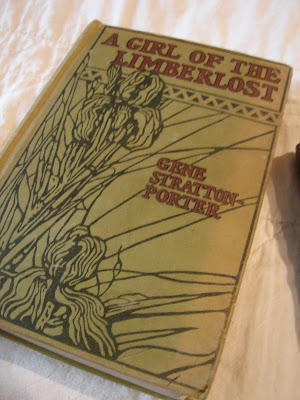 A GIRL OF THE
LIMBERLOST
GENE
STRATTON-
PORTER